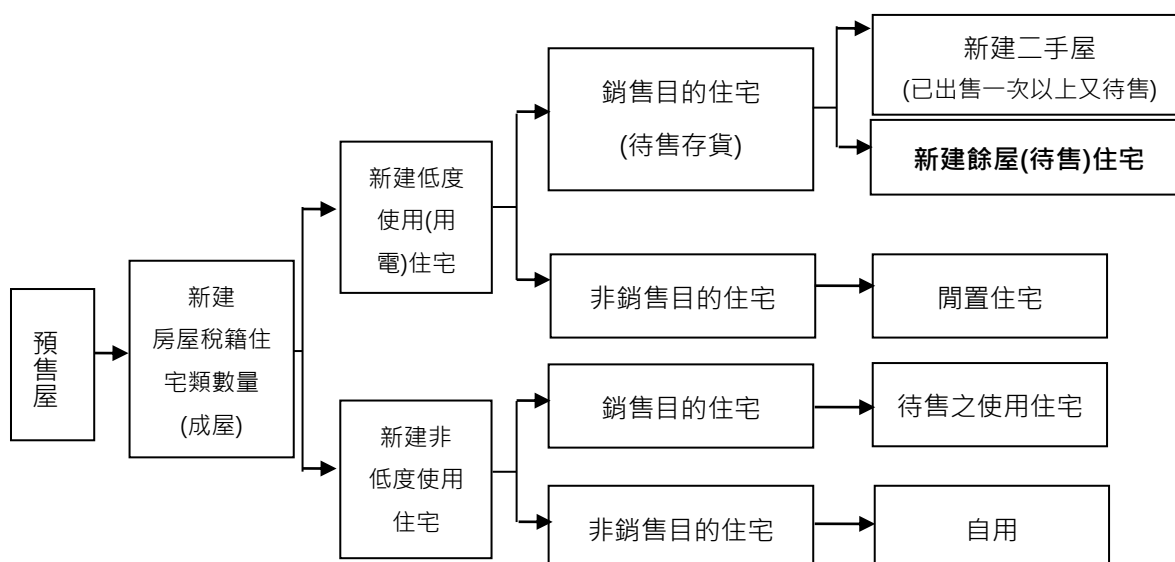 預售屋
新建
房屋稅籍住
宅類數量
(成屋)
新建低度
使用(用
電)住宅
新建非
低度使用
住宅
銷售目的住宅
(待售存貨)
非銷售目的住宅
銷售目的住宅
非銷售目的住宅
新建二手屋
(已出售一次以上又待售)
新建餘屋(待售)住宅
閒置住宅
待售之使用住宅
自用